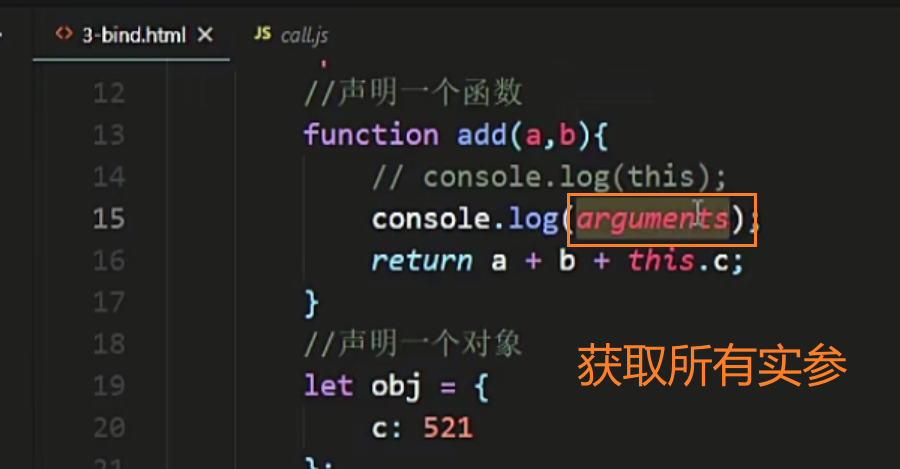 <> 3-bind.html × JS call.js
12 //声明一个函数
13 function add(a,b){
14 // console.log(this);
15 console.log(arguments);
16 return a + b + this.c;
17 }
18 //声明一个对象
19 let obj = {
获取所有实参
20 c: 521
21 };